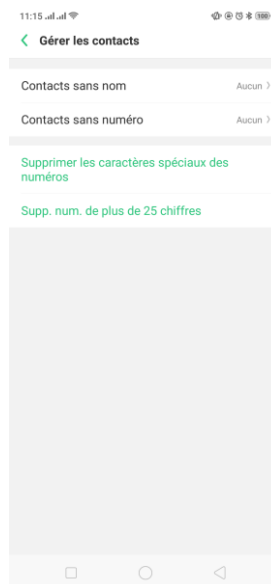 11:15
Gérer les contacts
Contacts sans nom Aucun
Contacts sans numéro Aucun
Supprimer les caractères spéciaux des
numéros
Supp. num. de plus de 25 chiffres